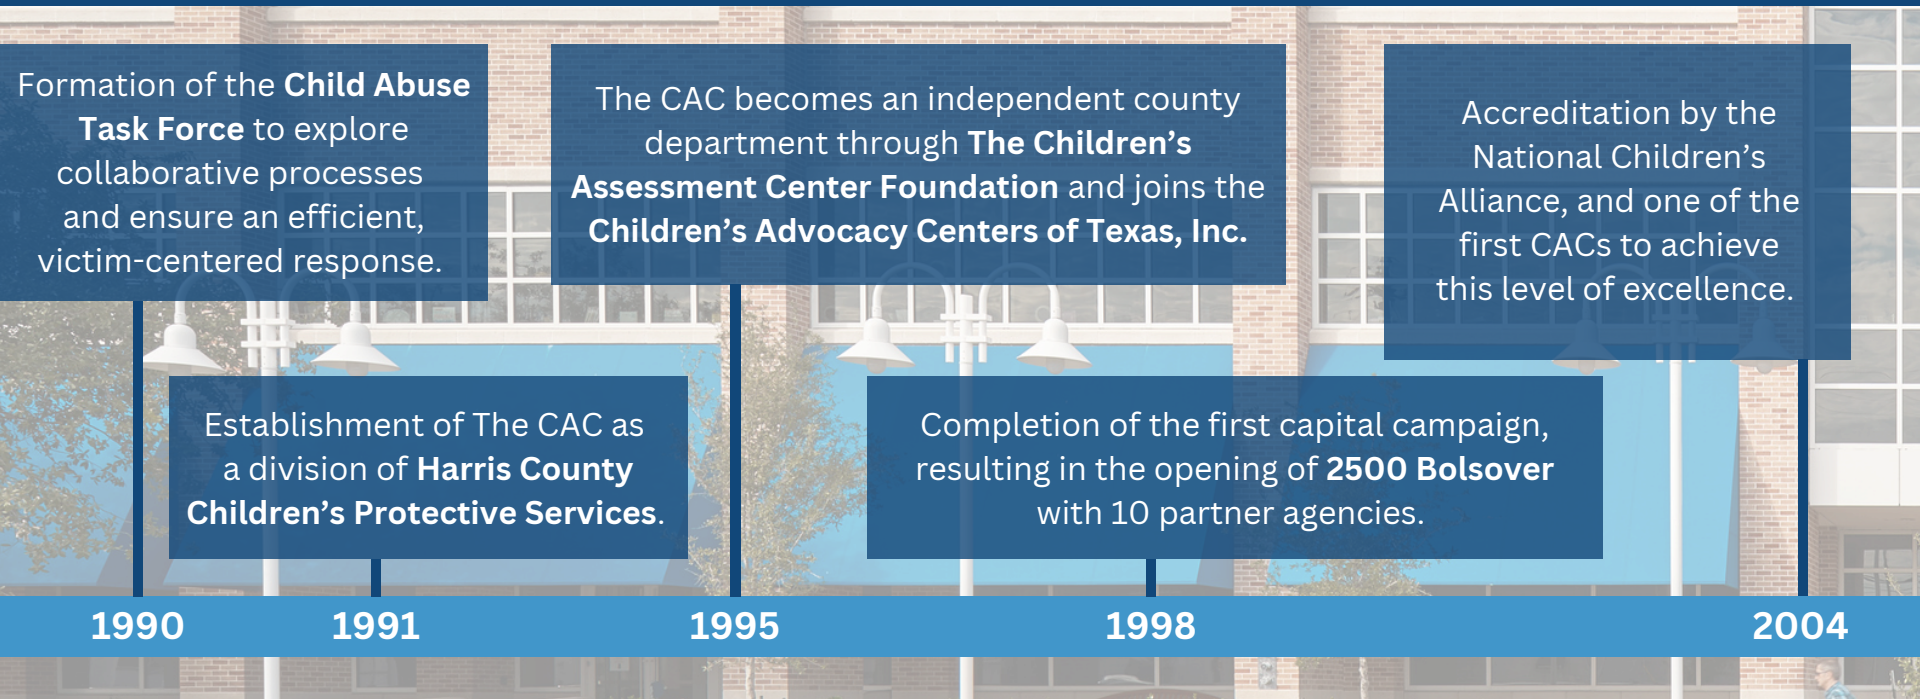 Formation of the Child Abuse
Task Force to explore
collaborative processes
and ensure an efficient,
victim-centered response.
Establishment of The CAC as
a division of Harris County
Children’s Protective Services.
The CAC becomes an independent county
department through The Children’s
Assessment Center Foundation and joins the
Children’s Advocacy Centers of Texas, Inc.
Completion of the first capital campaign,
resulting in the opening of 2500 Bolsover
with 10 partner agencies.
Accreditation by the
National Children’s
Alliance, and one of the
first CACs to achieve
this level of excellence.
1990 1991 1995 1998 2004